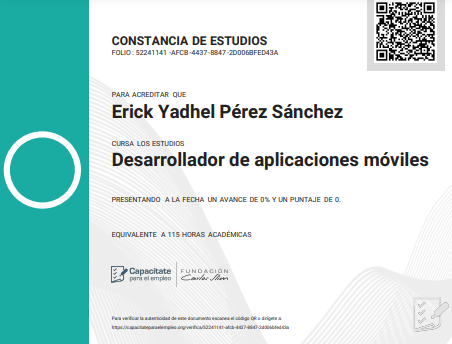 CONSTANCIA DE ESTUDIOS
FOLIO : 52241141 -AFCB-4437-8847-2D006BFED43A
PARA ACREDITAR QUE
Erick Yadhel Pérez Sánchez
CURSA LOS ESTUDIOS
Desarrollador de aplicaciones móviles
PRESENTANDO A LA FECHA UN AVANCE DE 0% Y UN PUNTAJE DE 0.
EQUIVALENTE A 115 HORAS ACADÉMICAS
Capacítate
para el empleo
FUNDACIÓN
Carlos Slim
Para verificar la autenticidad de este documento escanea el código QR o dirígete a:
https://capacitateparaelempleo.org/verifica/52241141-afcb-4437-8847-2d006bfed43a